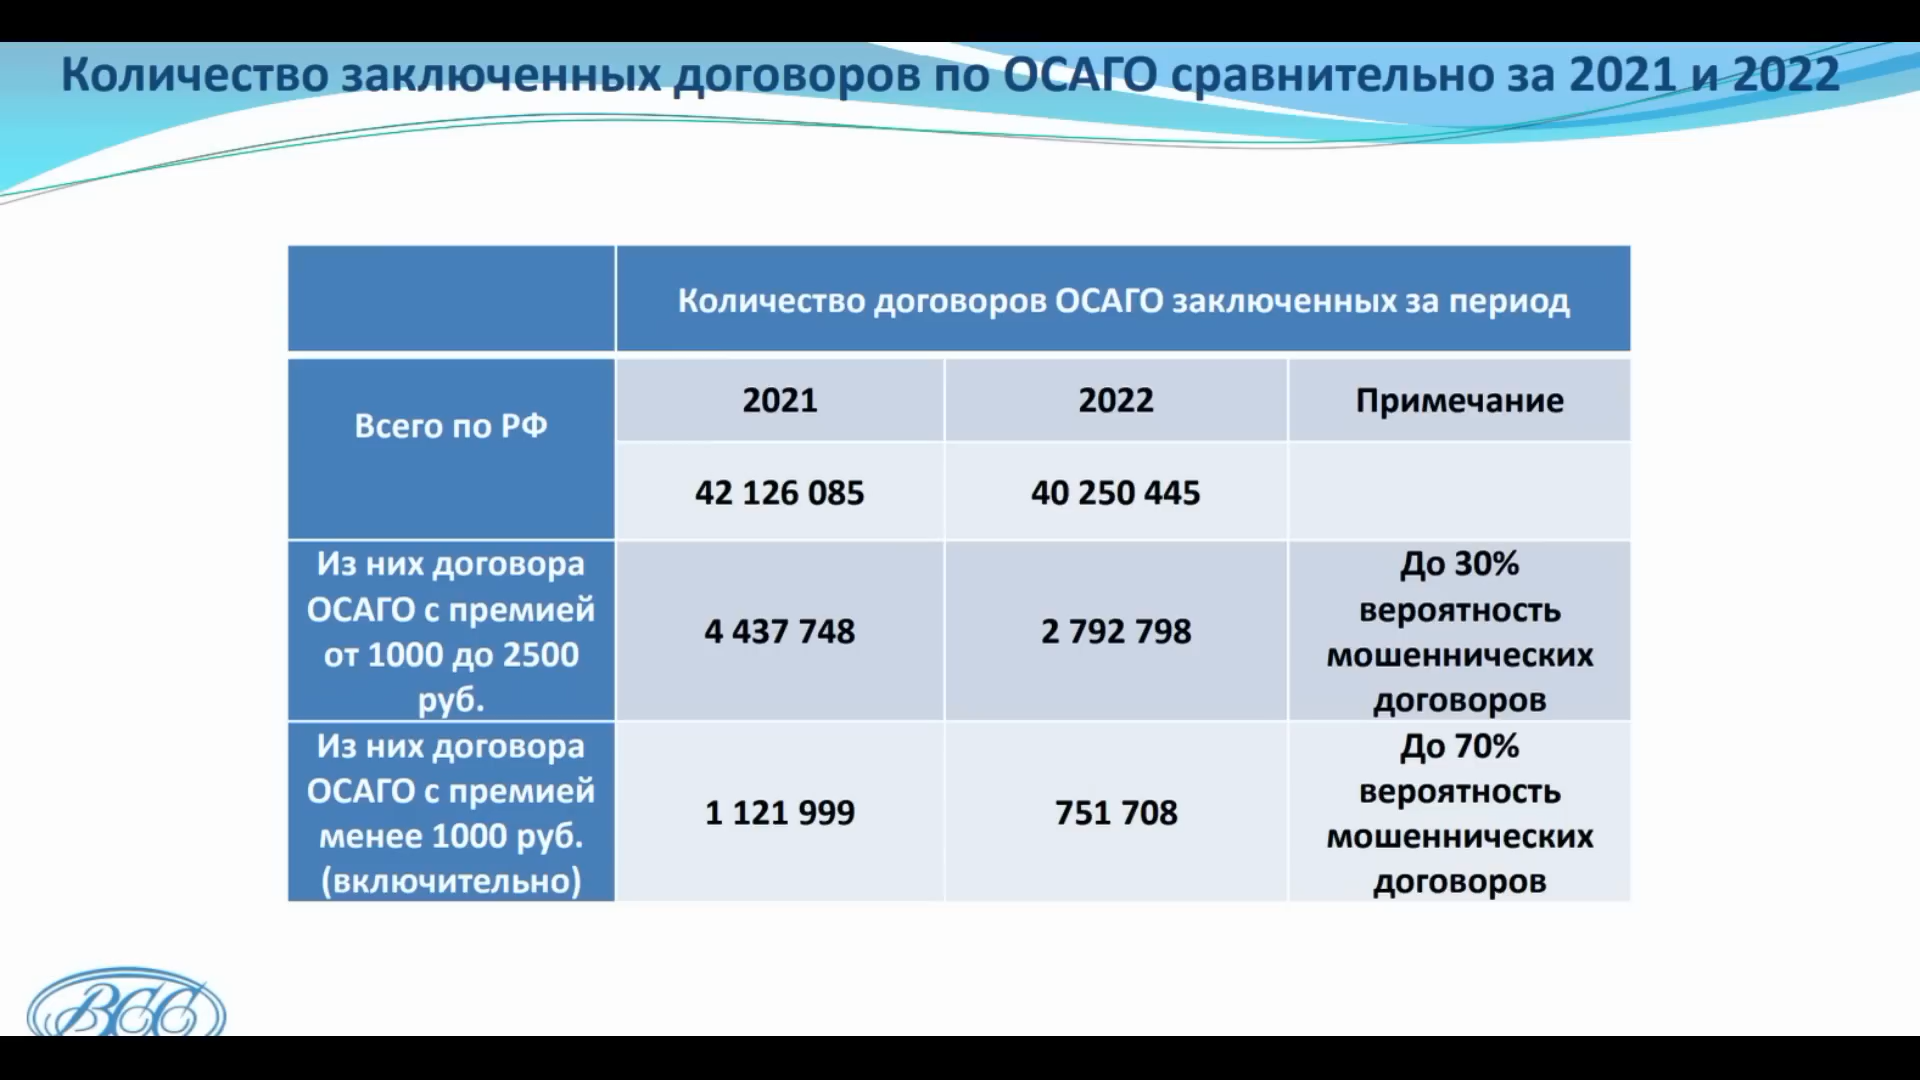 Количество заключенных договоров по ОСАГО сравнительно за 2021 и 2022
Количество договоров ОСАГО заключенных за период
Всего по РФ
2021
2022
Примечание
42 126 085
40 250 445
Из них договора
ОСАГО с премией
от 1000 до 2500
руб.
4 437 748
2 792 798
До 30%
вероятность
мошеннических
договоров
Из них договора
ОСАГО с премией
менее 1000 руб.
(включительно)
1 121 999
751 708
До 70%
вероятность
мошеннических
договоров
ВСС